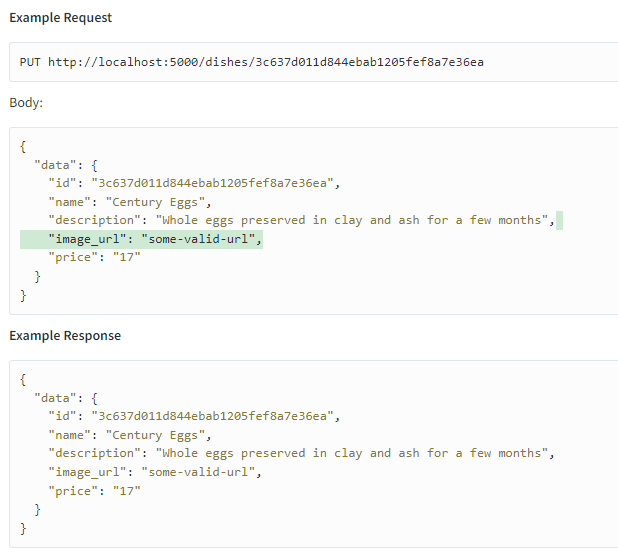 Example Request
PUT http://localhost:5000/dishes/3c637d011d844ebab1205fef8a7e36ea
Body:
{
  "data": {
    "id": "3c637d011d844ebab1205fef8a7e36ea",
    "name": "Century Eggs",
    "description": "Whole eggs preserved in clay and ash for a few months",
    "image_url": "some-valid-url",
    "price": "17"
  }
}
Example Response
{
  "data": {
    "id": "3c637d011d844ebab1205fef8a7e36ea",
    "name": "Century Eggs",
    "description": "Whole eggs preserved in clay and ash for a few months",
    "image_url": "some-valid-url",
    "price": "17"
  }
}